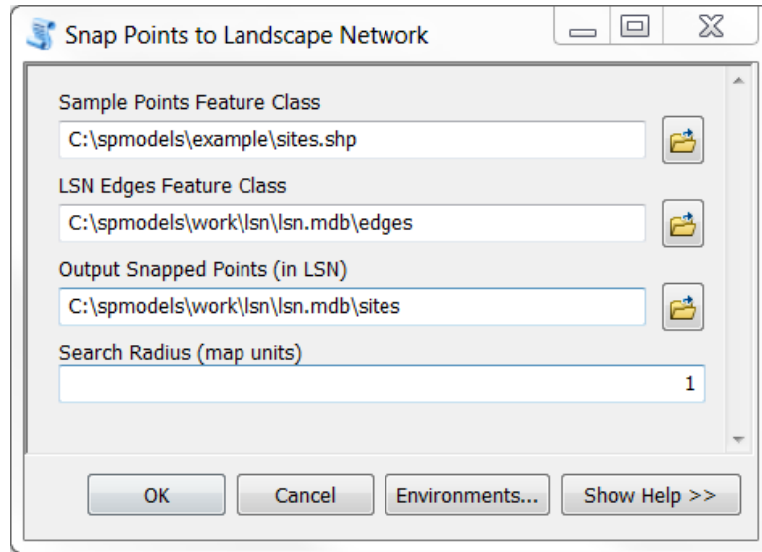 Snap Points to Landscape Network
Sample Points Feature Class
C:\spmodels\example\sites.shp
LSN Edges Feature Class
C:\spmodels\work\lsn\lsn.mdb\edges
Output Snapped Points (in LSN)
C:\spmodels\work\lsn\lsn.mdb\sites
Search Radius (map units)
1
OK Cancel Environments... Show Help >>